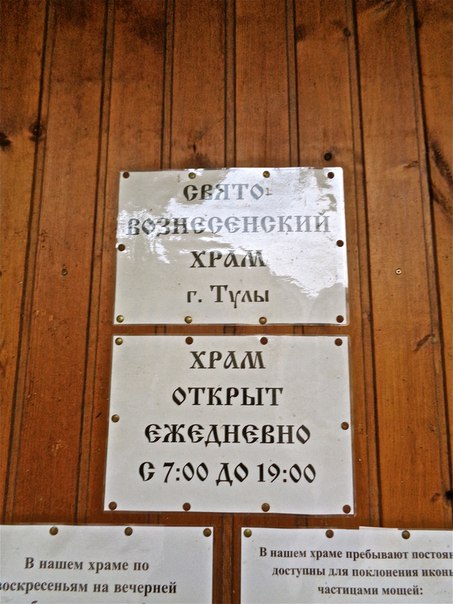 СВЯТО-
ВОЗНЕСЕНСКИЙ
ХРАМ
г. Тулы
ХРАМ
ОТКРЫТ
ЕЖЕДНЕВНО
С 7:00 ДО 19:00
В нашем храме по
воскресеньям на вечерней
В нашем храме пребывают постоян
доступны для поклонения иконы
частицами мощей: